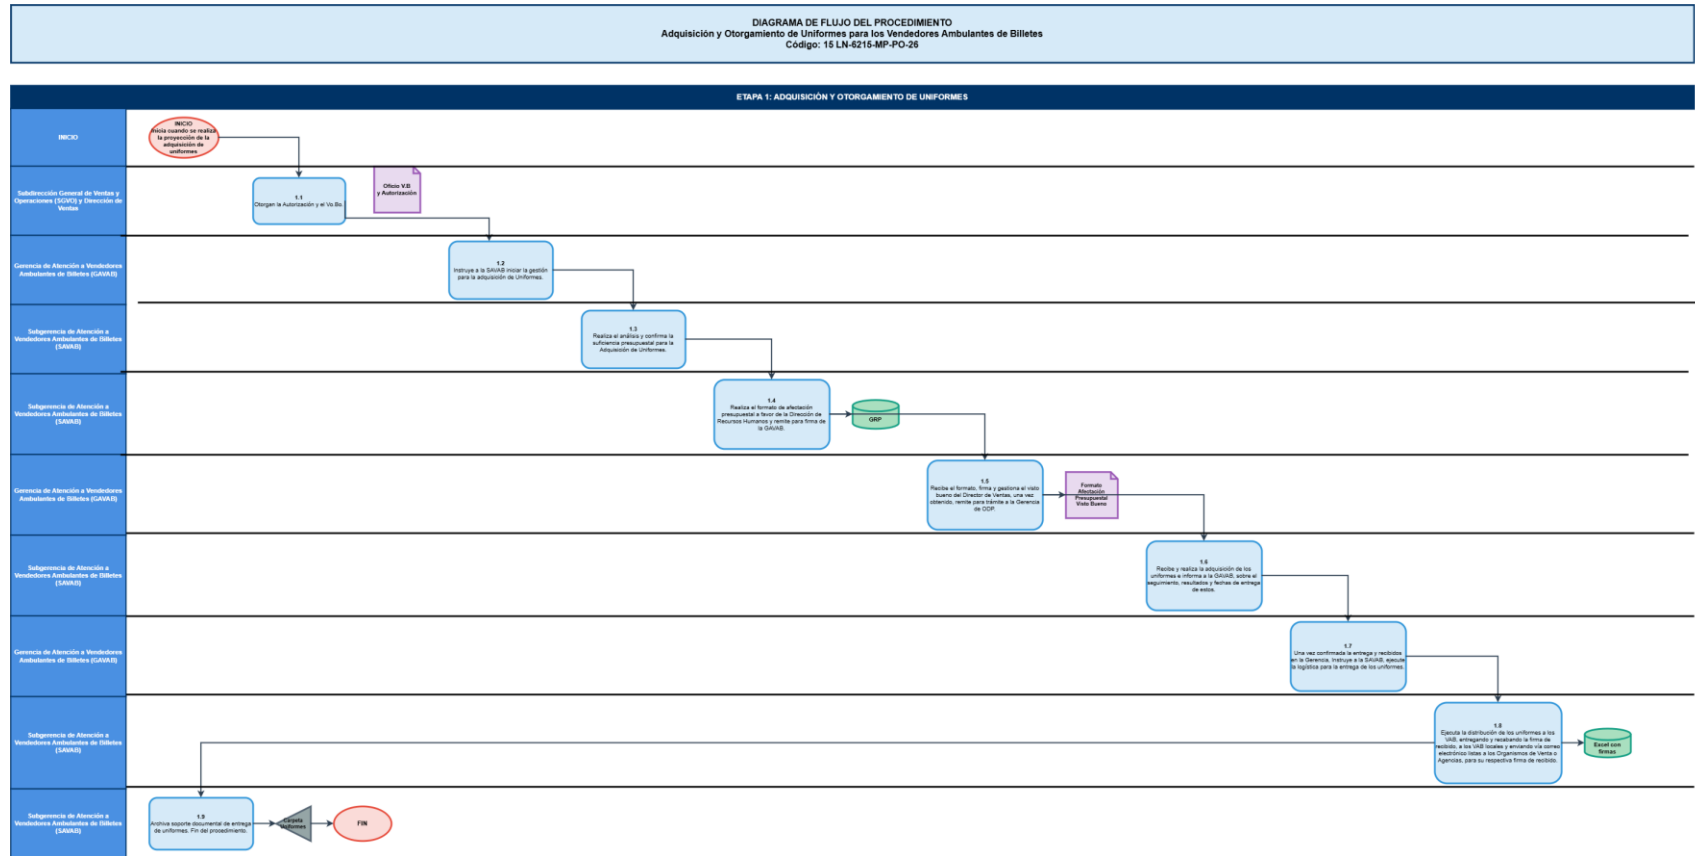 DIAGRAMA DE FLUJO DEL PROCEDIMIENTO
Adquisición y Otorgamiento de Uniformes para los Vendedores Ambulantes de Billetes
Código: 15 LN-6215-MP-PO-26
ETAPA 1: ADQUISICIÓN Y OTORGAMIENTO DE UNIFORMES
INICIO
INICIO
Inicia cuando se realiza
la proyección de la
adquisición de
uniformes
Subdirección General de Ventas y
Operaciones (SGVO) y Dirección de
Ventas
1.1
Otorgan la Autorización y el Vo.Bo.
Oficio V.B
y Autorización
Gerencia de Atención a Vendedores
Ambulantes de Billetes (GAVAB)
1.2
Instruye a la SAVAB iniciar la gestión
para la adquisición de Uniformes.
Subgerencia de Atención a
Vendedores Ambulantes de Billetes
(SAVAB)
1.3
Realiza el análisis y confirma la
suficiencia presupuestal para la
Adquisición de Uniformes.
Subgerencia de Atención a
Vendedores Ambulantes de Billetes
(SAVAB)
1.4
Realiza el formato de afectación
presupuestal a favor de la Dirección de
Recursos Humanos y remite para firma de
la GAVAB.
GRP
Gerencia de Atención a Vendedores
Ambulantes de Billetes (GAVAB)
1.5
Recibe el formato, firma y gestiona el visto
bueno del Director de Ventas, una vez
obtenido, remite para trámite a la Gerencia
de ODP.
Formato
Afectación
Presupuestal
Visto Bueno
Subgerencia de Atención a
Vendedores Ambulantes de Billetes
(SAVAB)
1.6
Recibe y realiza la adquisición de los
uniformes e informa a la GAVAB, sobre el
seguimiento, resultados y fechas de entrega
de estos.
Gerencia de Atención a Vendedores
Ambulantes de Billetes (GAVAB)
1.7
Una vez confirmada la entrega y recibidos
en la Gerencia, Instruye a la SAVAB, ejecute
la logística para la entrega de los uniformes.
Subgerencia de Atención a
Vendedores Ambulantes de Billetes
(SAVAB)
1.8
Ejecuta la distribución de los uniformes a los
VAB, entregando y recabando la firma de
recibido, a los VAB locales y enviando vía correo
electrónico listas a los Organismos de Venta o
Agencias, para su respectiva firma de recibido.
Excel con
firmas
Subgerencia de Atención a
Vendedores Ambulantes de Billetes
(SAVAB)
1.9
Archiva soporte documental de entrega
de uniformes. Fin del procedimiento.
Carpeta
Uniformes
FIN